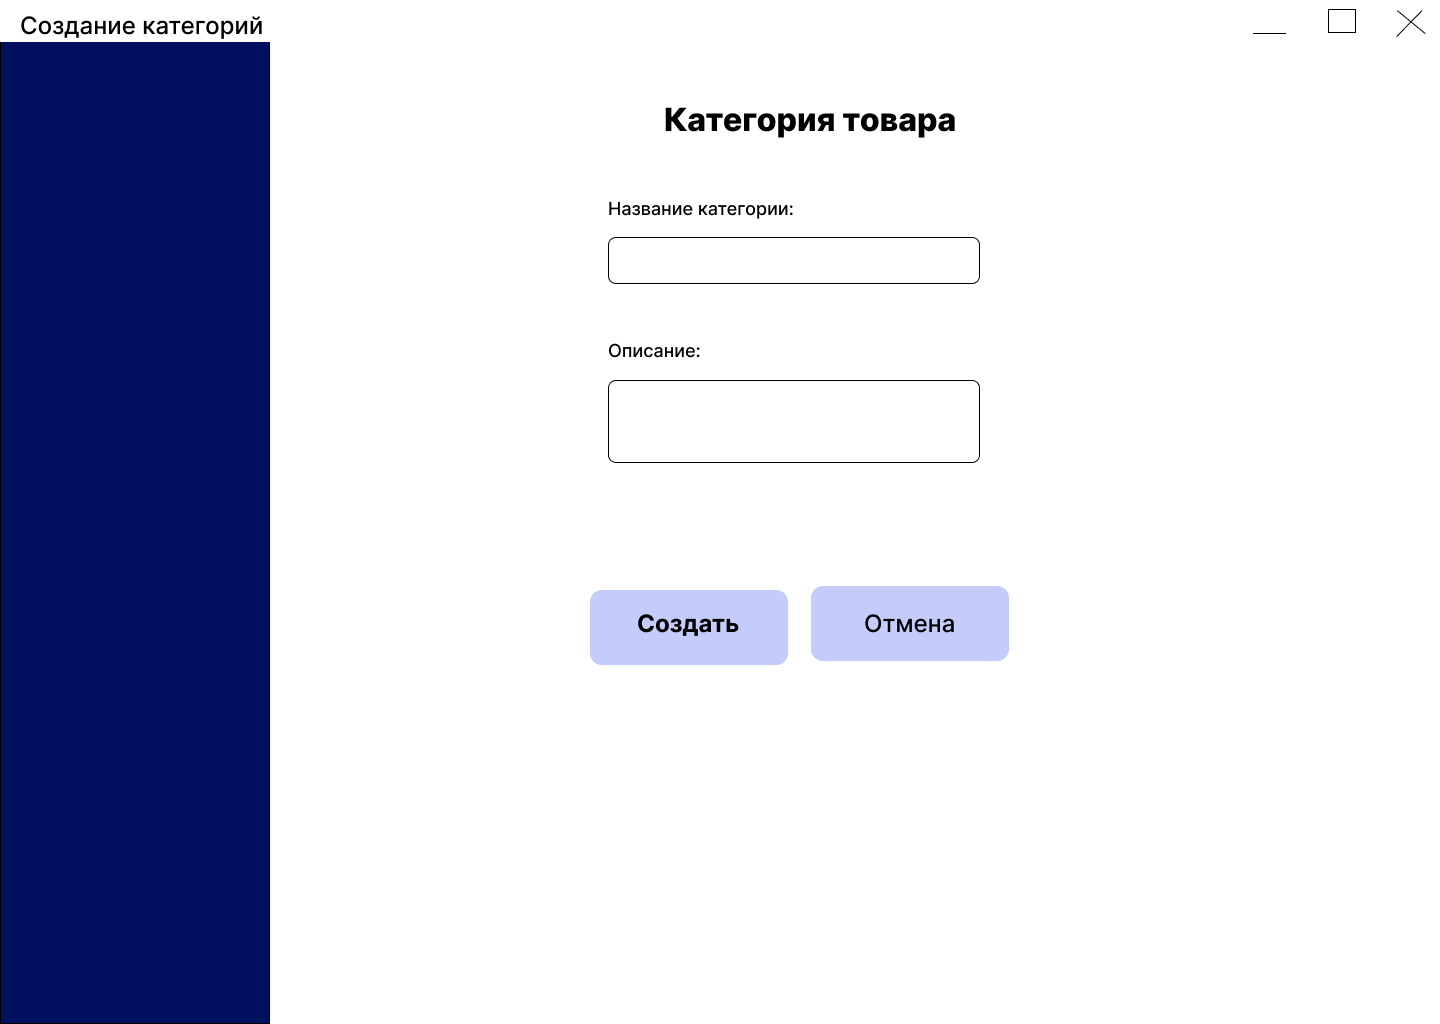 Создание категорий
Категория товара
Название категории:
Описание:
Создать
Отмена